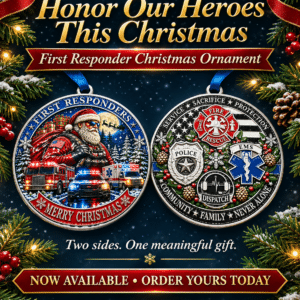 Honor Our Heroes
This Christmas
First Responder Christmas Ornament
FIRST RESPONDERS
MERRY CHRISTMAS
SERVICE ★ SACRIFICE ★ PROTECTION
FIRE
RESCUE
POLICE
EMS
DISPATCH
COMMUNITY ★ FAMILY ★ NEVER ALONE
Two sides. One meaningful gift.
NOW AVAILABLE • ORDER YOURS TODAY